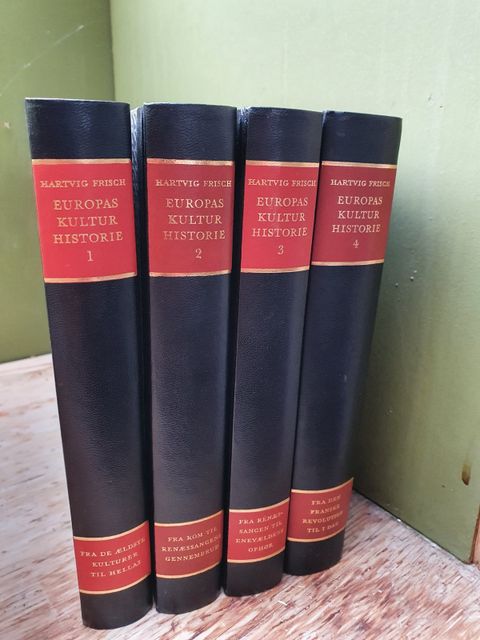 HARTVIG FRISCH
EUROPAS
KULTUR
HISTORIE
1
FRA DE ÆLDSTE
KULTURER
TIL HELLAS
HARTVIG FRISCH
EUROPAS
KULTUR
HISTORIE
2
FRA ROM TIL
RENÆSSANCENS
GENNEMBRUD
HARTVIG FRISCH
EUROPAS
KULTUR
HISTORIE
3
FRA RENÆS-
SANCEN TIL
ENEVÆLDENS
OPHØR
HARTVIG FRISCH
EUROPAS
KULTUR
HISTORIE
4
FRA DEN
FRANSKE
REVOLUTION
TIL I DAG